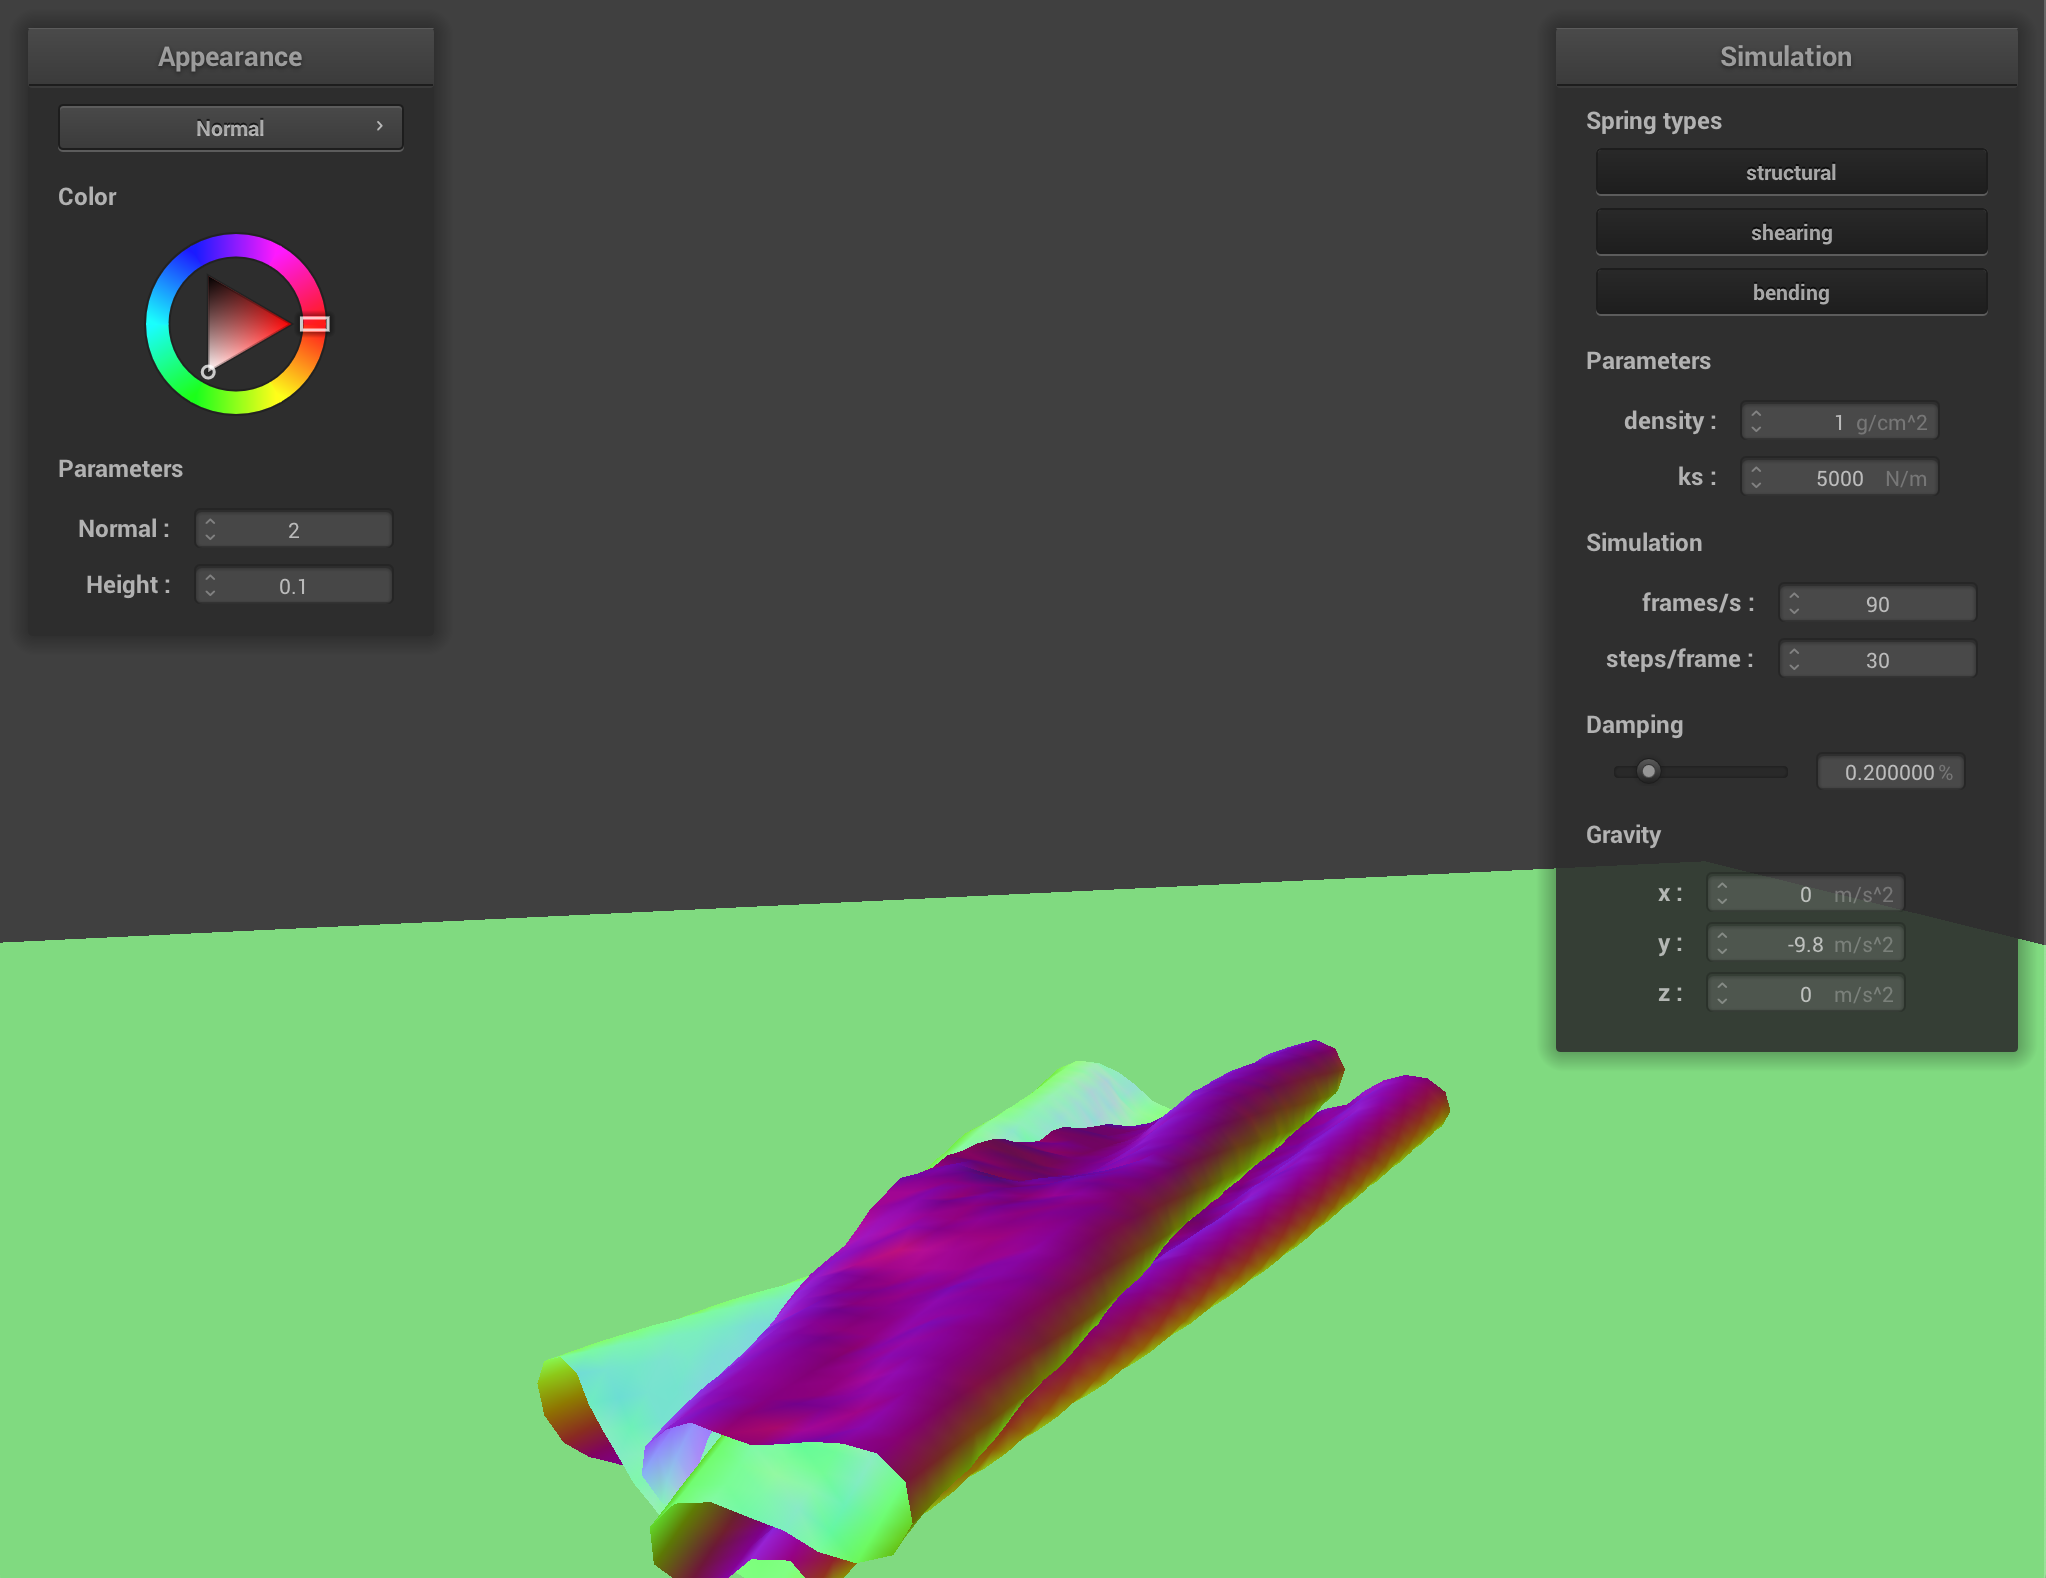 Appearance
Normal
Color
Parameters
Normal : 2
Height : 0.1
Simulation
Spring types
structural
shearing
bending
Parameters
density : 1 g/cm^2
ks : 5000 N/m
Simulation
frames/s : 90
steps/frame : 30
Damping
0.200000 %
Gravity
x : 0 m/s^2
y : -9.8 m/s^2
z : 0 m/s^2